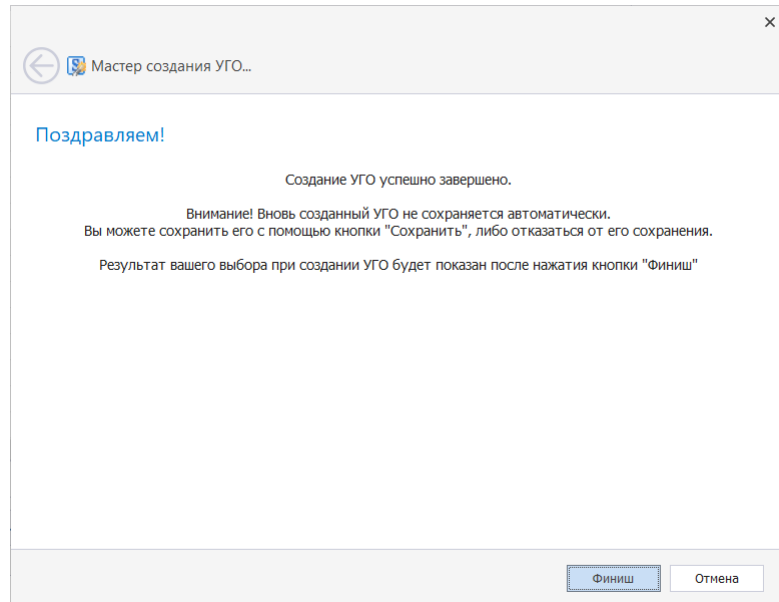 Мастер создания УГО...
Поздравляем!
Создание УГО успешно завершено.
Внимание! Вновь созданный УГО не сохраняется автоматически.
Вы можете сохранить его с помощью кнопки "Сохранить", либо отказаться от его сохранения.
Результат вашего выбора при создании УГО будет показан после нажатия кнопки "Финиш"
Финиш
Отмена